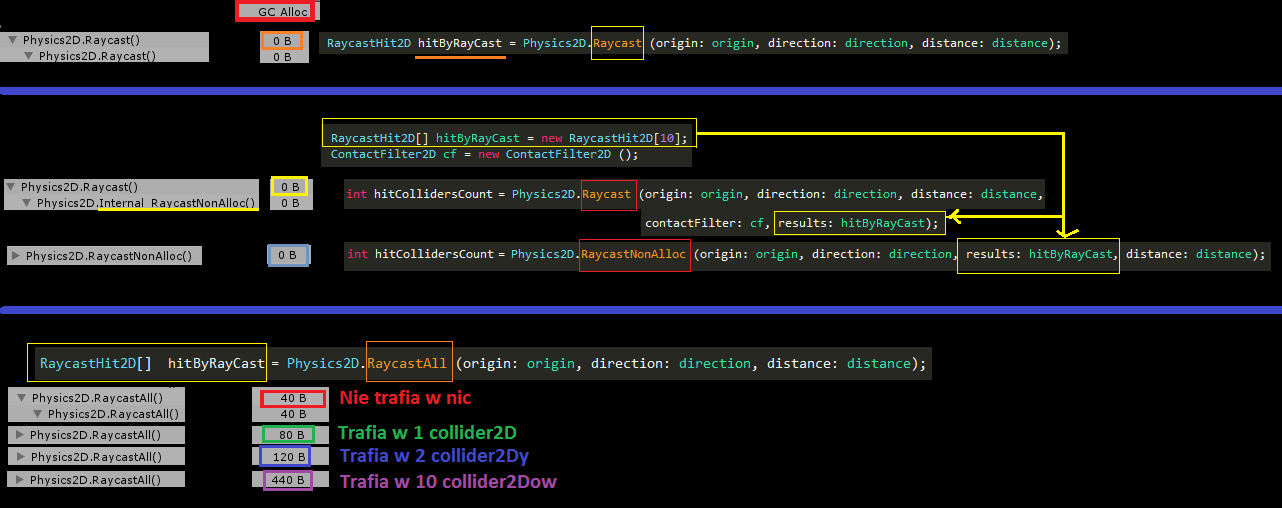 GC Alloc
▼ Physics2D.Raycast() 0 B RaycastHit2D hitByRayCast = Physics2D.Raycast (origin: origin, direction: direction, distance: distance);
▼ Physics2D.Raycast() 0 B
RaycastHit2D[] hitByRayCast = new RaycastHit2D[10];
ContactFilter2D cf = new ContactFilter2D ();
▼ Physics2D.Raycast() 0 B int hitCollidersCount = Physics2D.Raycast (origin: origin, direction: direction, distance: distance,
▼ Physics2D.Internal_RaycastNonAlloc() 0 B
contactFilter: cf, results: hitByRayCast);
▶ Physics2D.RaycastNonAlloc() 0 B int hitCollidersCount = Physics2D.RaycastNonAlloc (origin: origin, direction: direction, results: hitByRayCast, distance: distance);
RaycastHit2D[] hitByRayCast = Physics2D.RaycastAll (origin: origin, direction: direction, distance: distance);
▼ Physics2D.RaycastAll() 40 B Nie trafia w nic
▼ Physics2D.RaycastAll() 40 B
▶ Physics2D.RaycastAll() 80 B Trafia w 1 collider2D
▶ Physics2D.RaycastAll() 120 B Trafia w 2 collider2Dy
▶ Physics2D.RaycastAll() 440 B Trafia w 10 collider2Dow